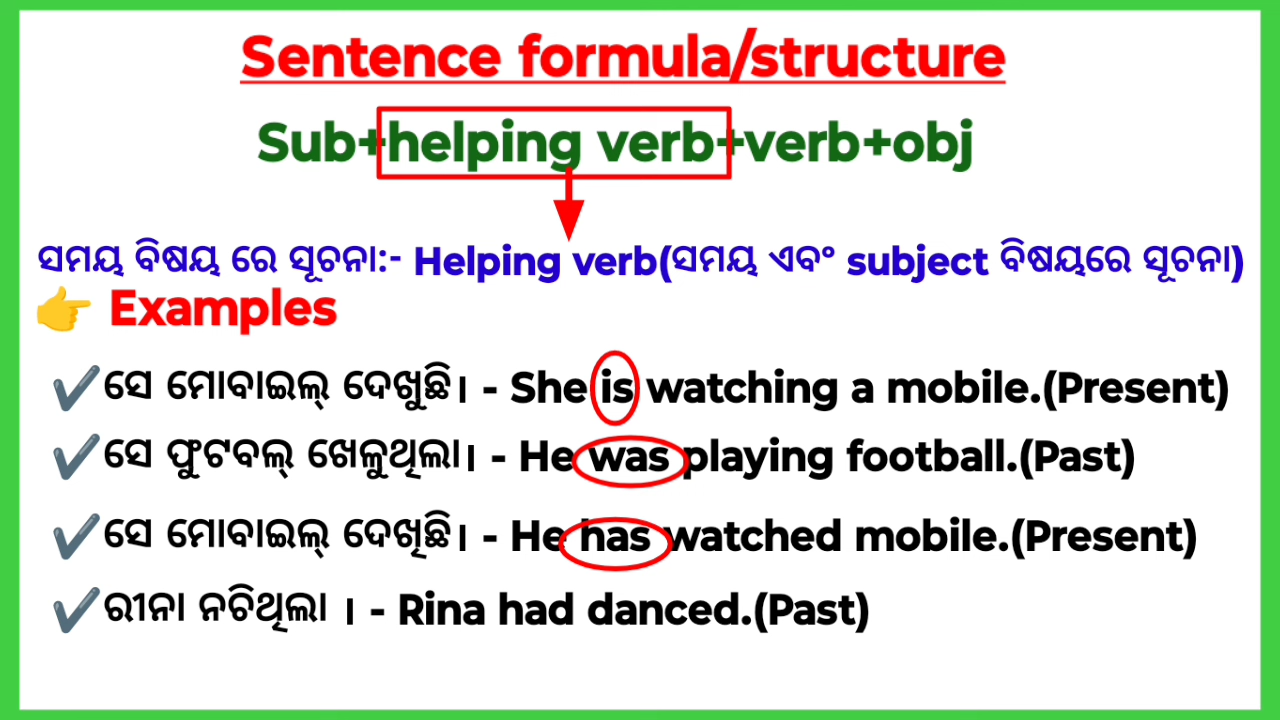 Sentence formula/structure
Sub+helping verb+verb+obj
ସମୟ ବିଷୟ ରେ ସୂଚନା:- Helping verb(ସମୟ ଏବଂ subject ବିଷୟରେ ସୂଚନା)
👉 Examples
✔️ସେ ମୋବାଇଲ୍ ଦେଖୁଛି। - She is watching a mobile.(Present)
✔️ସେ ଫୁଟବଲ୍ ଖେଳୁଥିଲା। - He was playing football.(Past)
✔️ସେ ମୋବାଇଲ୍ ଦେଖିଛି। - He has watched mobile.(Present)
✔️ରୀନା ନଚିଥିଲା । - Rina had danced.(Past)